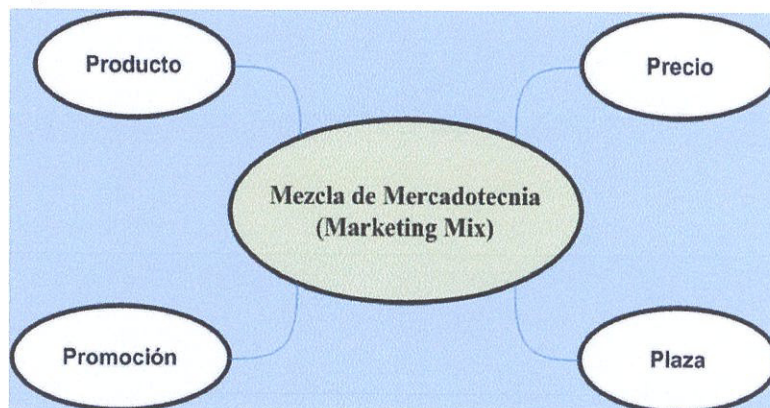 Producto
Precio
Mezcla de Mercadotecnia
(Marketing Mix)
Promoción
Plaza